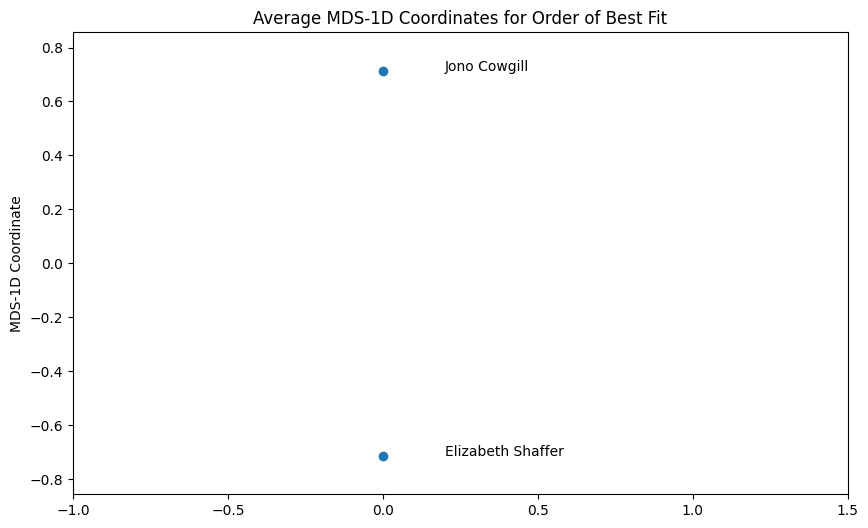 Average MDS-1D Coordinates for Order of Best Fit
0.8
Jono Cowgill
0.6
0.4
0.2
0.0
MDS-1D Coordinate
−0.2
−0.4
−0.6
Elizabeth Shaffer
−0.8
−1.0 −0.5 0.0 0.5 1.0 1.5